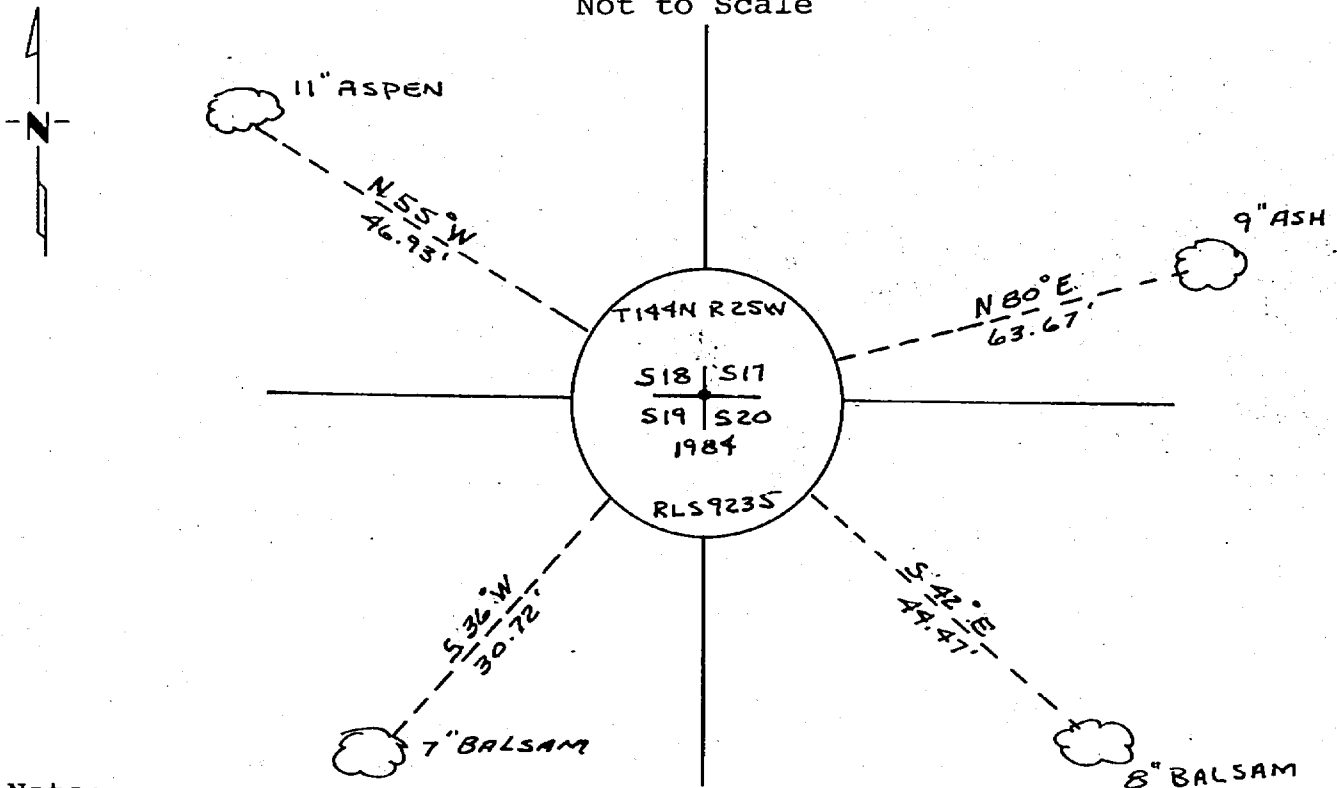 Not to Scale
11" ASPEN
-N-
N 55° W
46.93'
9" ASH
N 80° E
63.67'
T144N R25W
S18 S17
S19 S20
1984
RLS9235
S 36° W
30.72'
S 42° E
44.47'
7" BALSAM
8" BALSAM